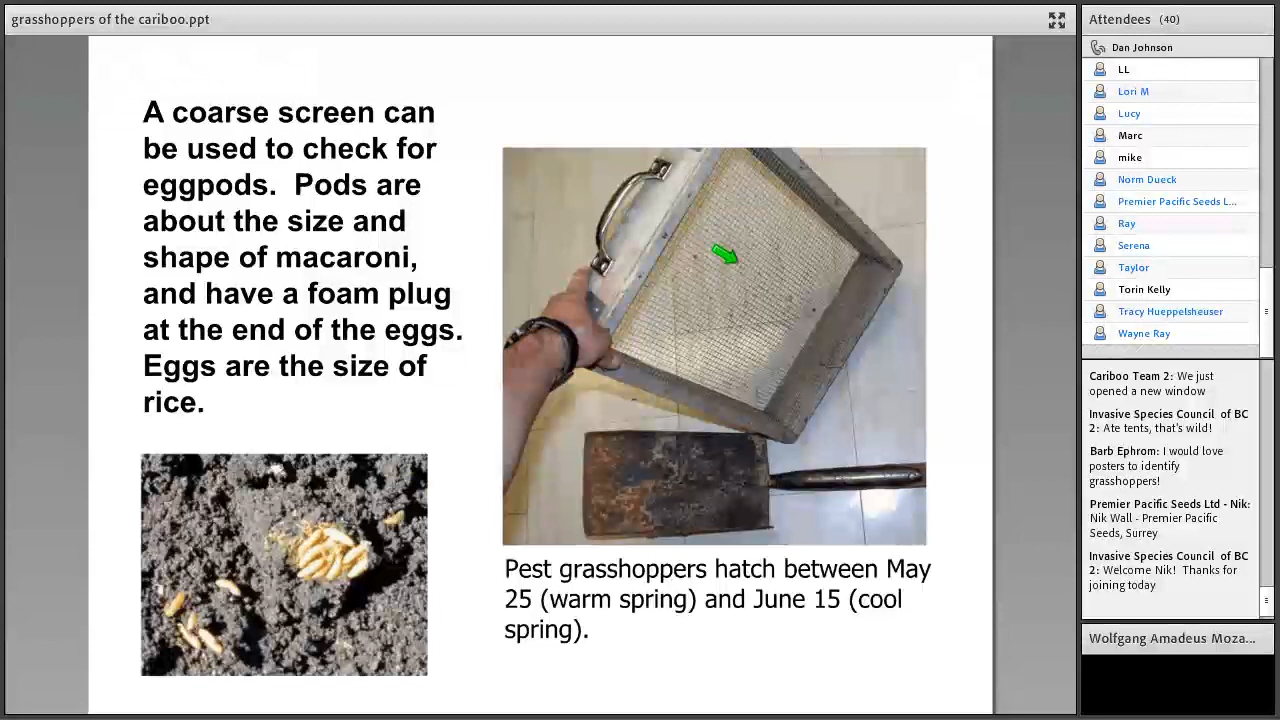 grasshoppers of the cariboo.ppt
A coarse screen can
be used to check for
eggpods.  Pods are
about the size and
shape of macaroni,
and have a foam plug
at the end of the eggs.
Eggs are the size of
rice.
Pest grasshoppers hatch between May
25 (warm spring) and June 15 (cool
spring).
Attendees (40)
Dan Johnson
LL
Lori M
Lucy
Marc
mike
Norm Dueck
Premier Pacific Seeds L...
Ray
Serena
Taylor
Torin Kelly
Tracy Hueppelsheuser
Wayne Ray
Cariboo Team 2: We just
opened a new window
Invasive Species Council of BC
2: Ate tents, that's wild!
Barb Ephrom: I would love
posters to identify
grasshoppers!
Premier Pacific Seeds Ltd - Nik:
Nik Wall - Premier Pacific
Seeds, Surrey
Invasive Species Council of BC
2: Welcome Nik! Thanks for
joining today
Wolfgang Amadeus Moza...